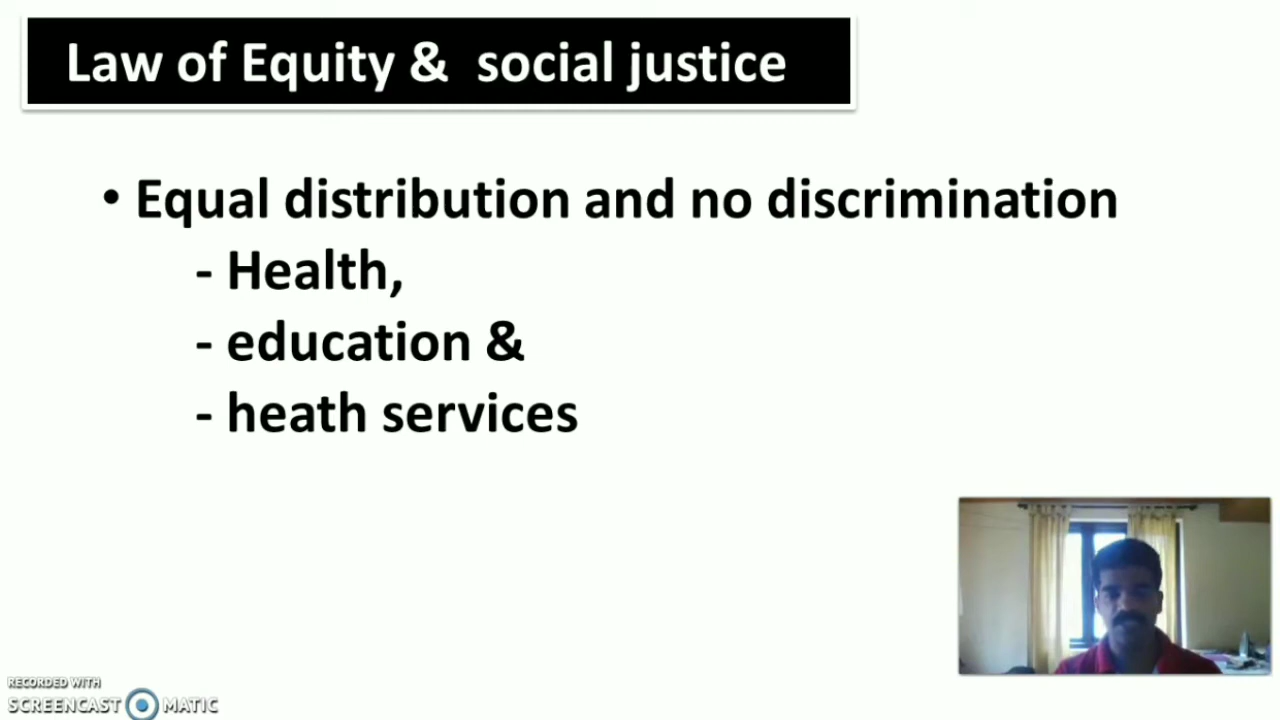 Law of Equity & social justice
• Equal distribution and no discrimination
- Health,
- education &
- heath services
RECORDED WITH
SCREENCAST MATIC